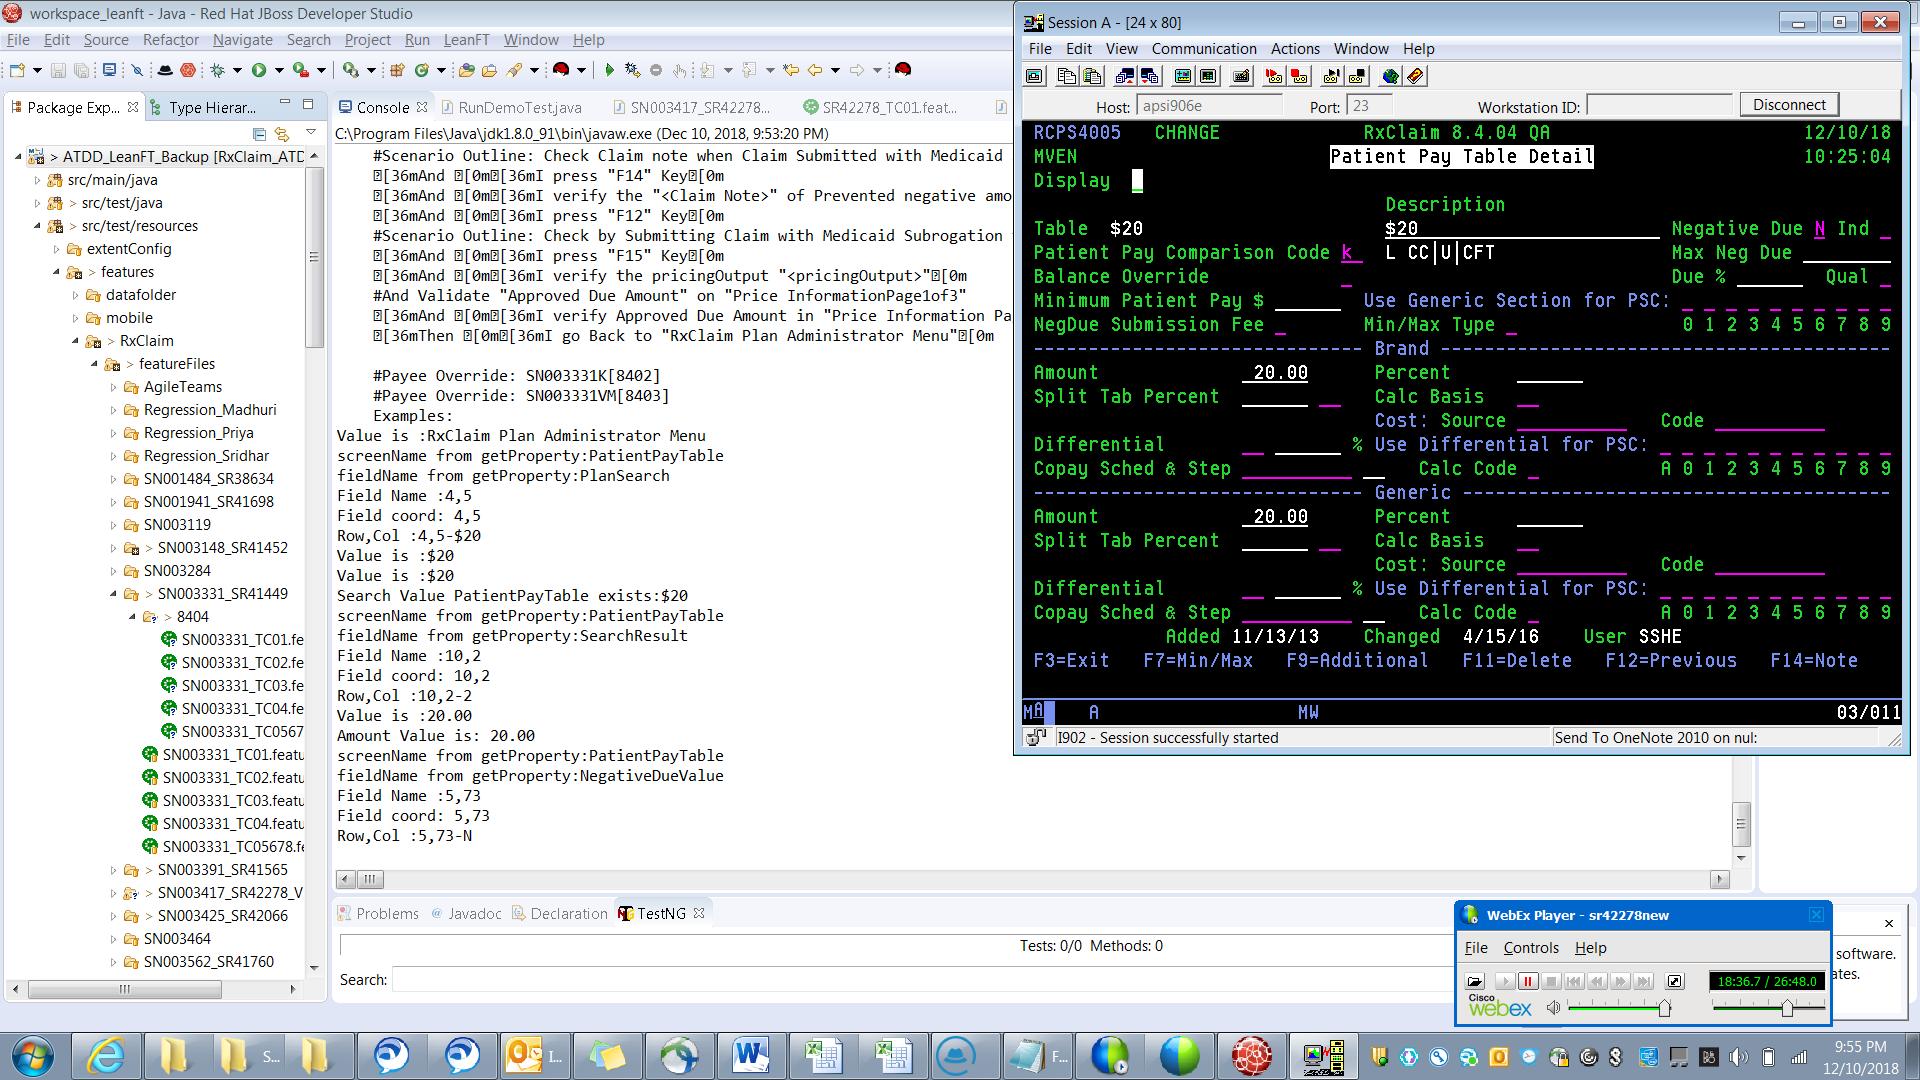 workspace_leanft - Java - Red Hat JBoss Developer Studio
File Edit Source Refactor Navigate Search Project Run LeanFT Window Help
Package Exp... Type Hierar...
> ATDD_LeanFT_Backup [RxClaim_ATD
src/main/java
> src/test/java
> src/test/resources
extentConfig
> features
datafolder
mobile
> RxClaim
> featureFiles
AgileTeams
Regression_Madhuri
Regression_Priya
Regression_Sridhar
SN001484_SR38634
SN001941_SR41698
SN003119
> SN003148_SR41452
SN003284
> SN003331_SR41449
> 8404
SN003331_TC01.fe
SN003331_TC02.fe
SN003331_TC03.fe
SN003331_TC04.fe
SN003331_TC0567
SN003331_TC01.featu
SN003331_TC02.featu
SN003331_TC03.featu
SN003331_TC04.featu
SN003331_TC05678.fe
> SN003391_SR41565
> SN003417_SR42278_V
> SN003425_SR42066
SN003464
> SN003562_SR41760
Console RunDemoTest.java SN003417_SR42278... SR42278_TC01.feat...
C:\Program Files\Java\jdk1.8.0_91\bin\javaw.exe (Dec 10, 2018, 9:53:20 PM)
#Scenario Outline: Check Claim note when Claim Submitted with Medicaid
[36mAnd [0m[36mI press "F14" Key[0m
[36mAnd [0m[36mI verify the "<Claim Note>" of Prevented negative amo
[36mAnd [0m[36mI press "F12" Key[0m
#Scenario Outline: Check by Submitting Claim with Medicaid Subrogation
[36mAnd [0m[36mI press "F15" Key[0m
[36mAnd [0m[36mI verify the pricingOutput "<pricingOutput>"[0m
#And Validate "Approved Due Amount" on "Price InformationPage1of3"
[36mAnd [0m[36mI verify Approved Due Amount in "Price Information Pa
[36mThen [0m[36mI go Back to "RxClaim Plan Administrator Menu"[0m
#Payee Override: SN003331K[8402]
#Payee Override: SN003331VM[8403]
Examples:
Value is :RxClaim Plan Administrator Menu
screenName from getProperty:PatientPayTable
fieldName from getProperty:PlanSearch
Field Name :4,5
Field coord: 4,5
Row,Col :4,5-$20
Value is :$20
Value is :$20
Search Value PatientPayTable exists:$20
screenName from getProperty:PatientPayTable
fieldName from getProperty:SearchResult
Field Name :10,2
Field coord: 10,2
Row,Col :10,2-2
Value is :20.00
Amount Value is: 20.00
screenName from getProperty:PatientPayTable
fieldName from getProperty:NegativeDueValue
Field Name :5,73
Field coord: 5,73
Row,Col :5,73-N
Problems @ Javadoc Declaration TestNG
Tests: 0/0 Methods: 0
Search:
Session A - [24 x 80]
File Edit View Communication Actions Window Help
Host: apsi906e Port: 23 Workstation ID: Disconnect
RCPS4005 CHANGE RxClaim 8.4.04 QA 12/10/18
MVEN Patient Pay Table Detail 10:25:04
Display
Description
Table $20 $20 Negative Due N Ind _
Patient Pay Comparison Code k L CC|U|CFT Max Neg Due
Balance Override _ Due % Qual _
Minimum Patient Pay $ Use Generic Section for PSC: _ _ _ _ _ _ _ _ _ _
NegDue Submission Fee _ Min/Max Type _ 0 1 2 3 4 5 6 7 8 9
Brand
Amount 20.00 Percent
Split Tab Percent Calc Basis
Cost: Source Code
Differential % Use Differential for PSC:
Copay Sched & Step Calc Code _ A 0 1 2 3 4 5 6 7 8 9
Generic
Amount 20.00 Percent
Split Tab Percent Calc Basis
Cost: Source Code
Differential % Use Differential for PSC:
Copay Sched & Step Calc Code _ A 0 1 2 3 4 5 6 7 8 9
Added 11/13/13 Changed 4/15/16 User SSHE
F3=Exit F7=Min/Max F9=Additional F11=Delete F12=Previous F14=Note
MA A MW 03/011
I902 - Session successfully started Send To OneNote 2010 on nul:
WebEx Player - sr42278new
File Controls Help
18:36.7 / 26:48.0
Cisco webex
software.
ates.
S... I... F...
9:55 PM
12/10/2018